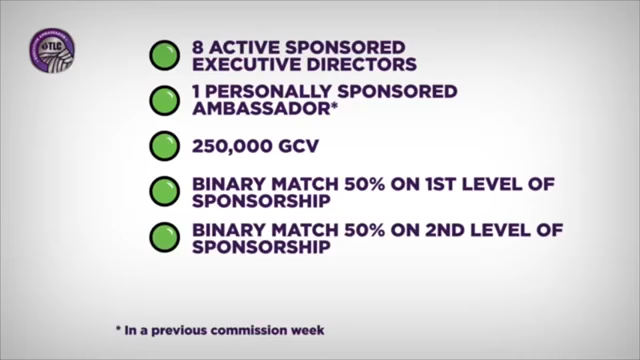 TLC
8 ACTIVE SPONSORED
EXECUTIVE DIRECTORS
1 PERSONALLY SPONSORED
AMBASSADOR*
250,000 GCV
BINARY MATCH 50% ON 1ST LEVEL OF
SPONSORSHIP
BINARY MATCH 50% ON 2ND LEVEL OF
SPONSORSHIP
* In a previous commission week